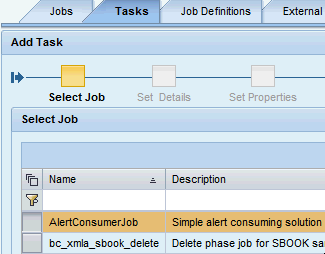 Jobs Tasks Job Definitions External
Add Task
Select Job Set Details Set Properties
Select Job
Name Description
AlertConsumerJob Simple alert consuming solution
bc_xmla_sbook_delete Delete phase job for SBOOK sa